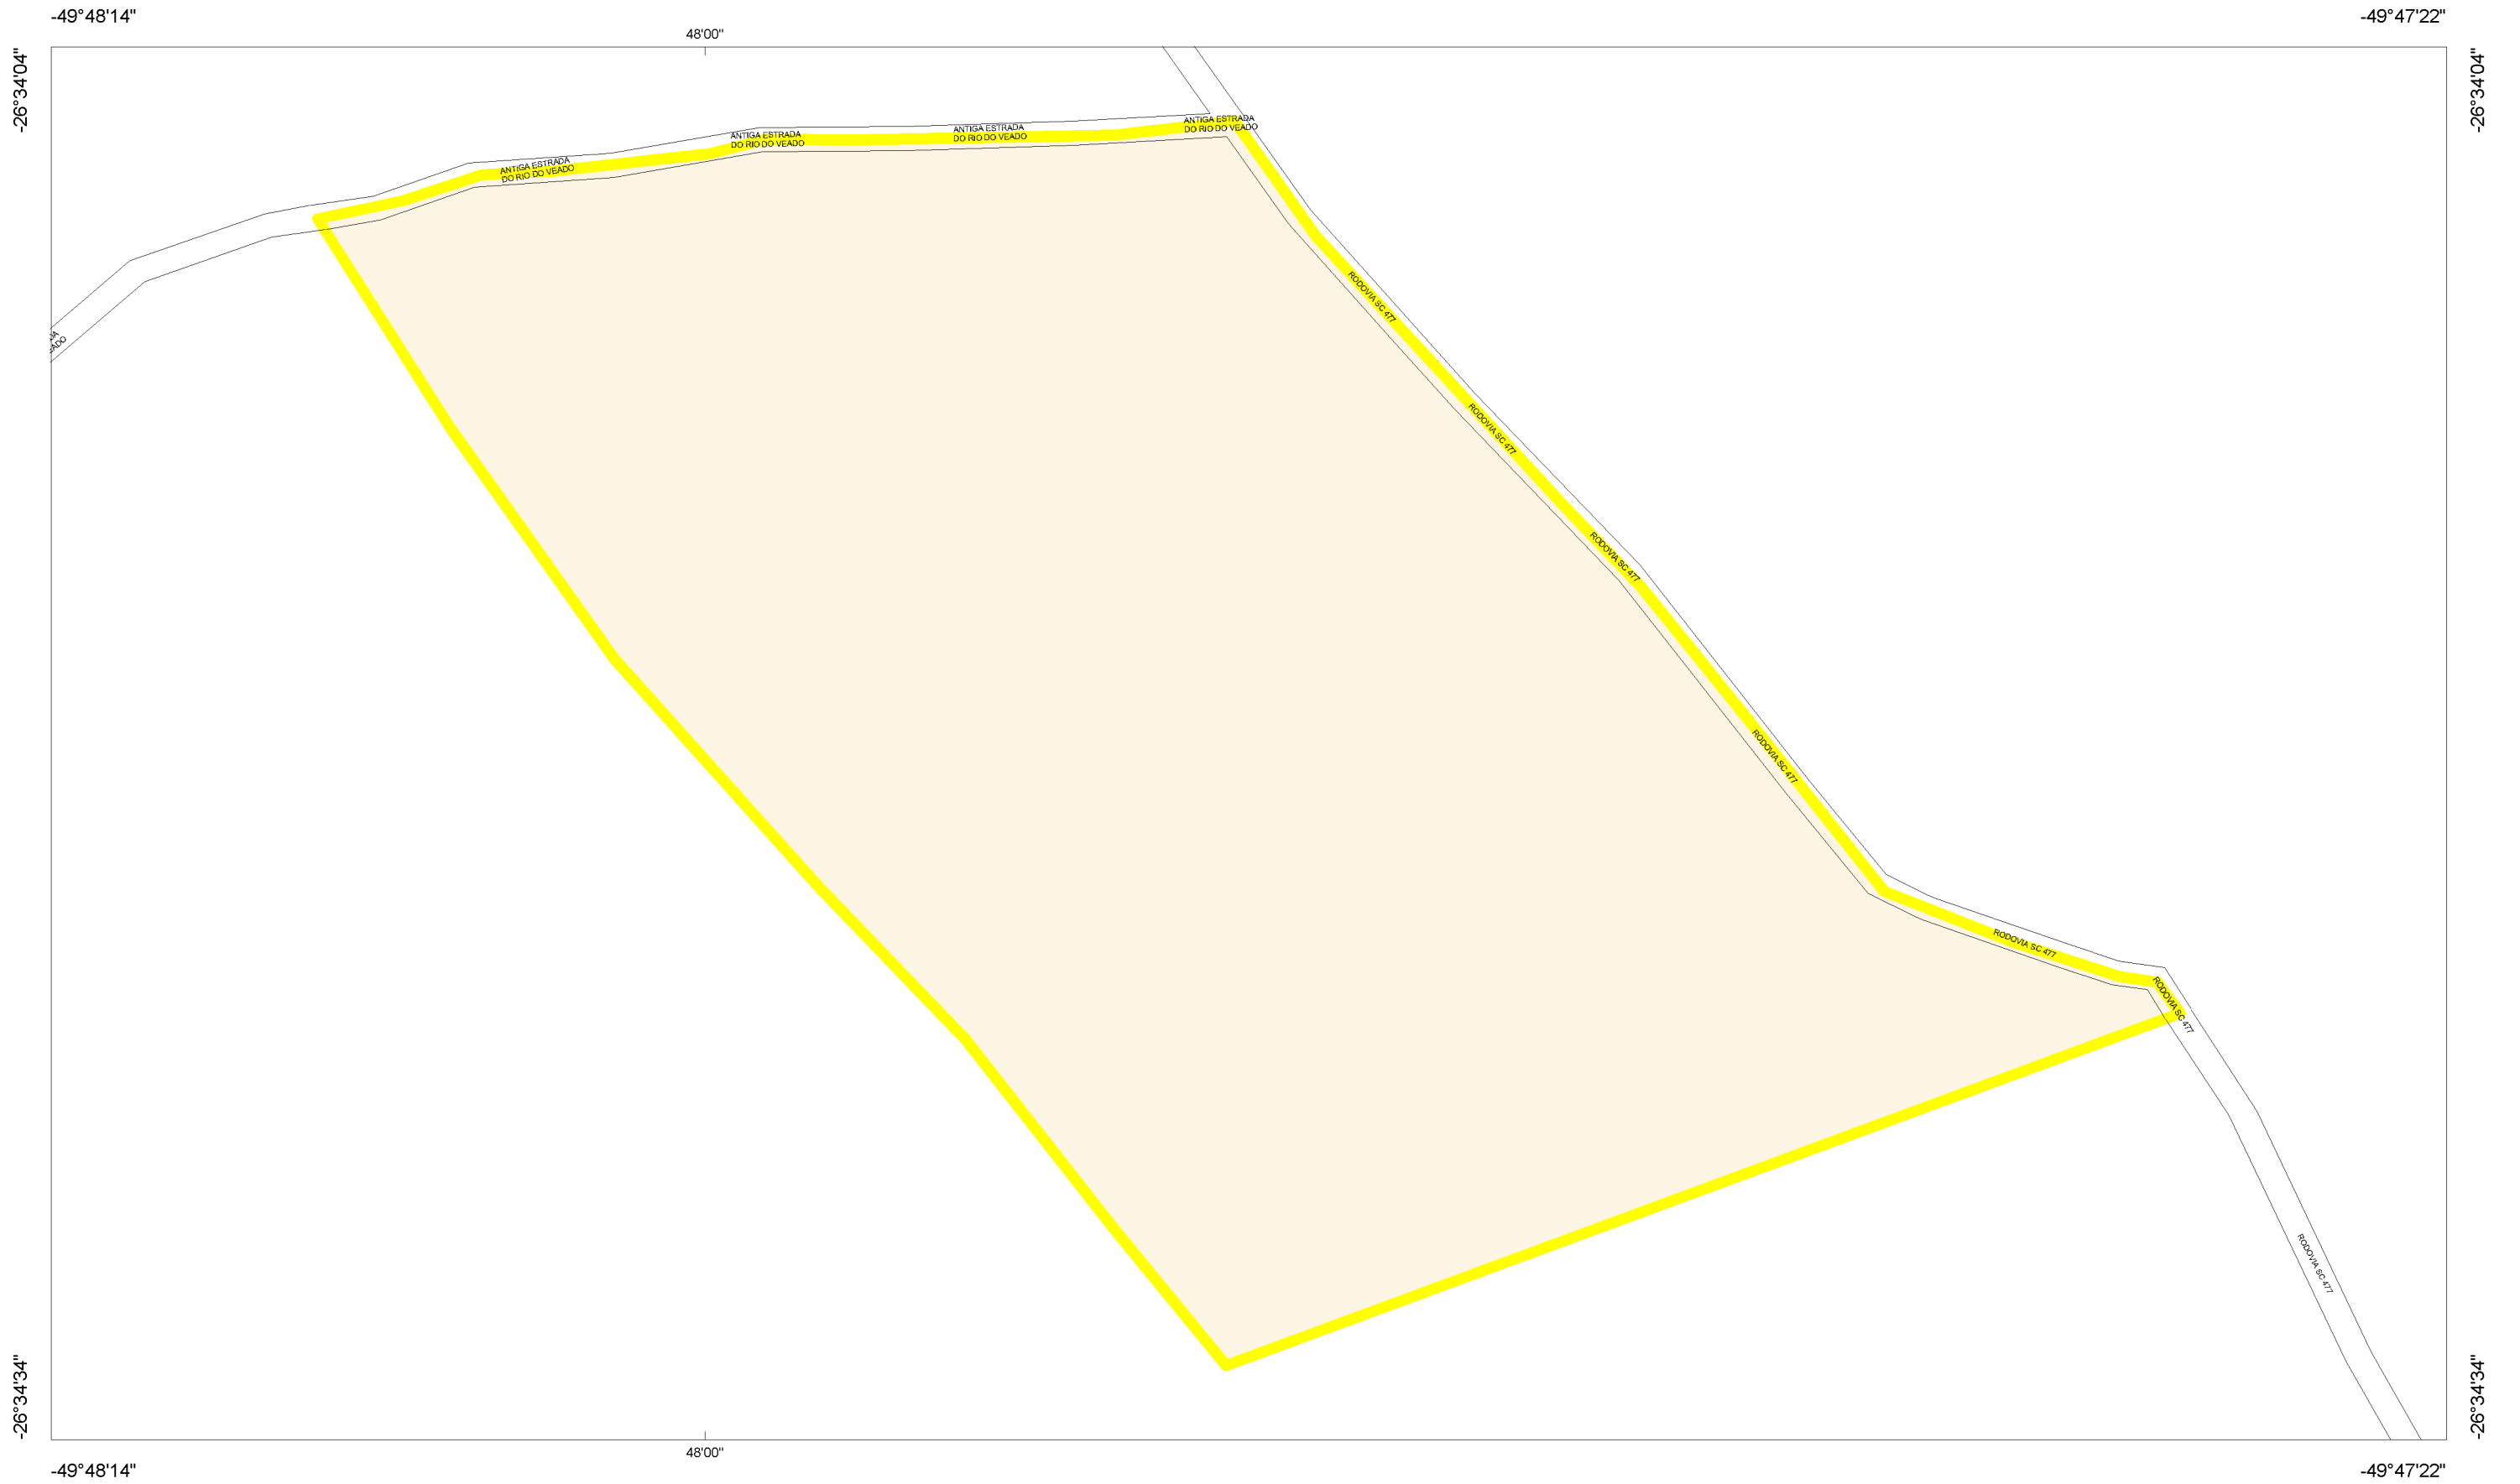 -49°48'14"
-49°47'22"
48'00"
-26°34'04"
-26°34'04"
ANTIGA ESTRADA
DO RIO DO VEADO
ANTIGA ESTRADA
DO RIO DO VEADO
ANTIGA ESTRADA
DO RIO DO VEADO
ANTIGA ESTRADA
DO RIO DO VEADO
RODOVIA SC 477
RODOVIA SC 477
RODOVIA SC 477
RODOVIA SC 477
RODOVIA SC 477
RODOVIA SC 477
RODOVIA SC 477
-26°34'34"
-26°34'34"
48'00"
-49°48'14"
-49°47'22"